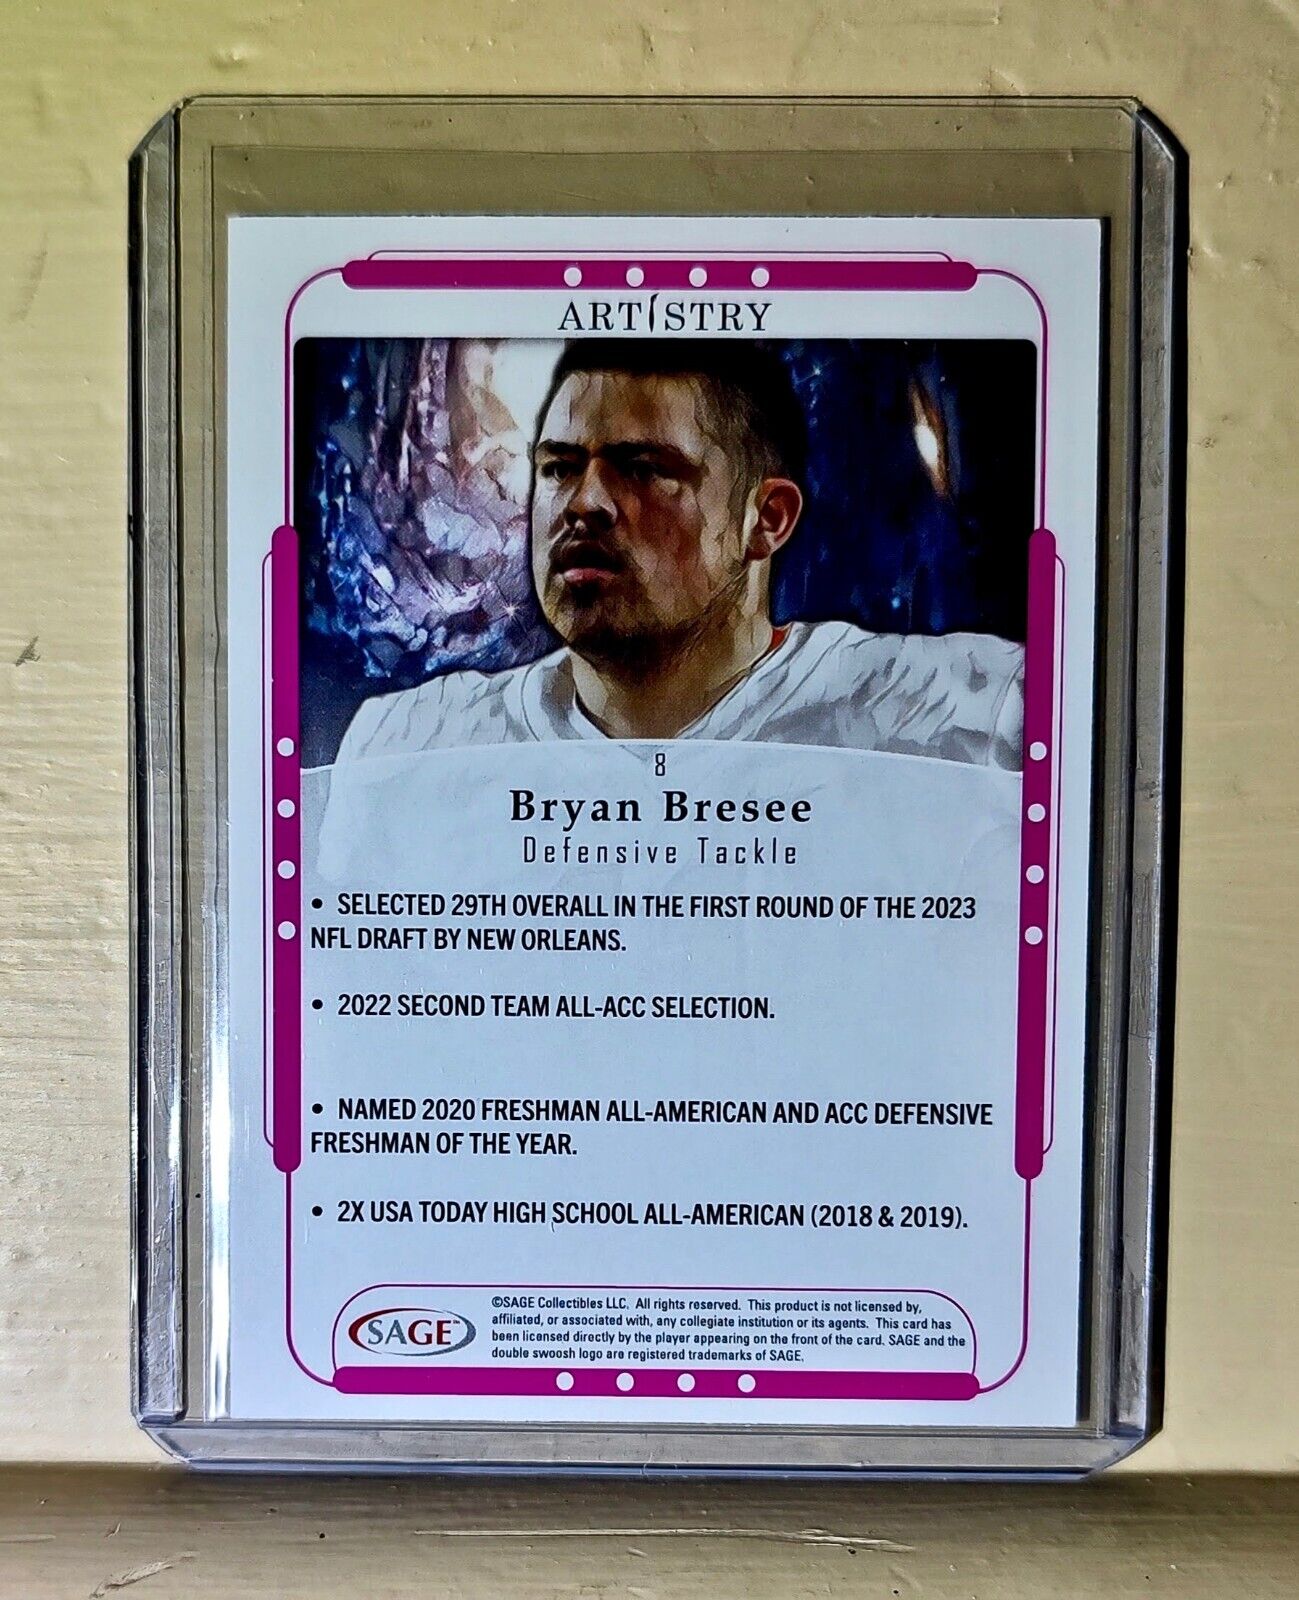 ARTISTRY
8
Bryan Bresee
Defensive Tackle
• SELECTED 29TH OVERALL IN THE FIRST ROUND OF THE 2023
NFL DRAFT BY NEW ORLEANS.
• 2022 SECOND TEAM ALL-ACC SELECTION.
• NAMED 2020 FRESHMAN ALL-AMERICAN AND ACC DEFENSIVE
FRESHMAN OF THE YEAR.
• 2X USA TODAY HIGH SCHOOL ALL-AMERICAN (2018 & 2019).
SAGE™
©SAGE Collectibles LLC. All rights reserved. This product is not licensed by,
affiliated, or associated with, any collegiate institution or its agents. This card has
been licensed directly by the player appearing on the front of the card. SAGE and the
double swoosh logo are registered trademarks of SAGE.